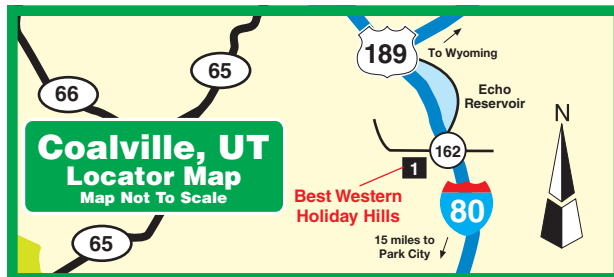 66
65
Coalville, UT
Locator Map
Map Not To Scale
65
189
To Wyoming
Echo
Reservoir
162
1
Best Western
Holiday Hills
80
15 miles to
Park City
N